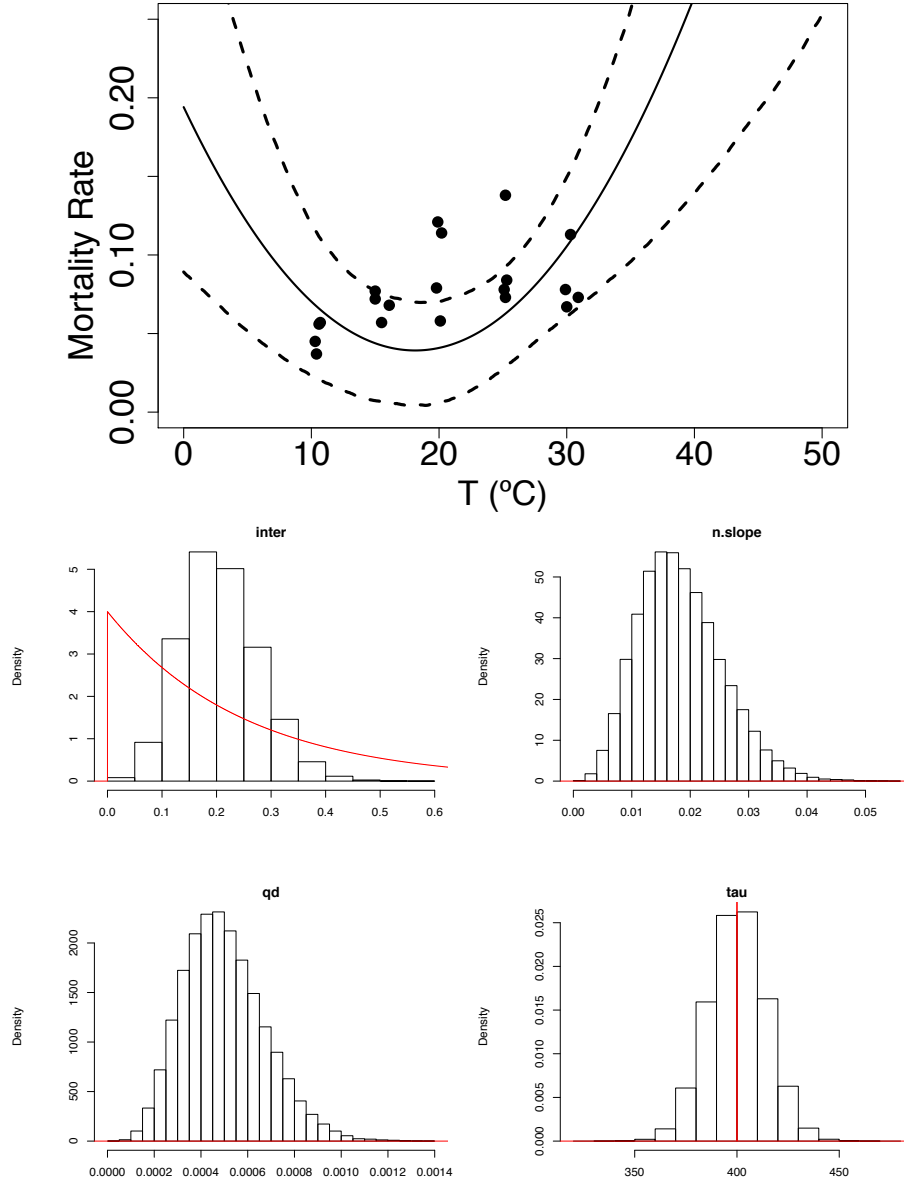 Mortality Rate
0.00 0.10 0.20
0 10 20 30 40 50
T (ºC)
inter
Density
0 1 2 3 4 5
0.0 0.1 0.2 0.3 0.4 0.5 0.6
n.slope
Density
0 10 20 30 40 50
0.00 0.01 0.02 0.03 0.04 0.05
qd
Density
0 500 1000 1500 2000
0.0000 0.0002 0.0004 0.0006 0.0008 0.0010 0.0012 0.0014
tau
Density
0.000 0.005 0.010 0.015 0.020 0.025
350 400 450